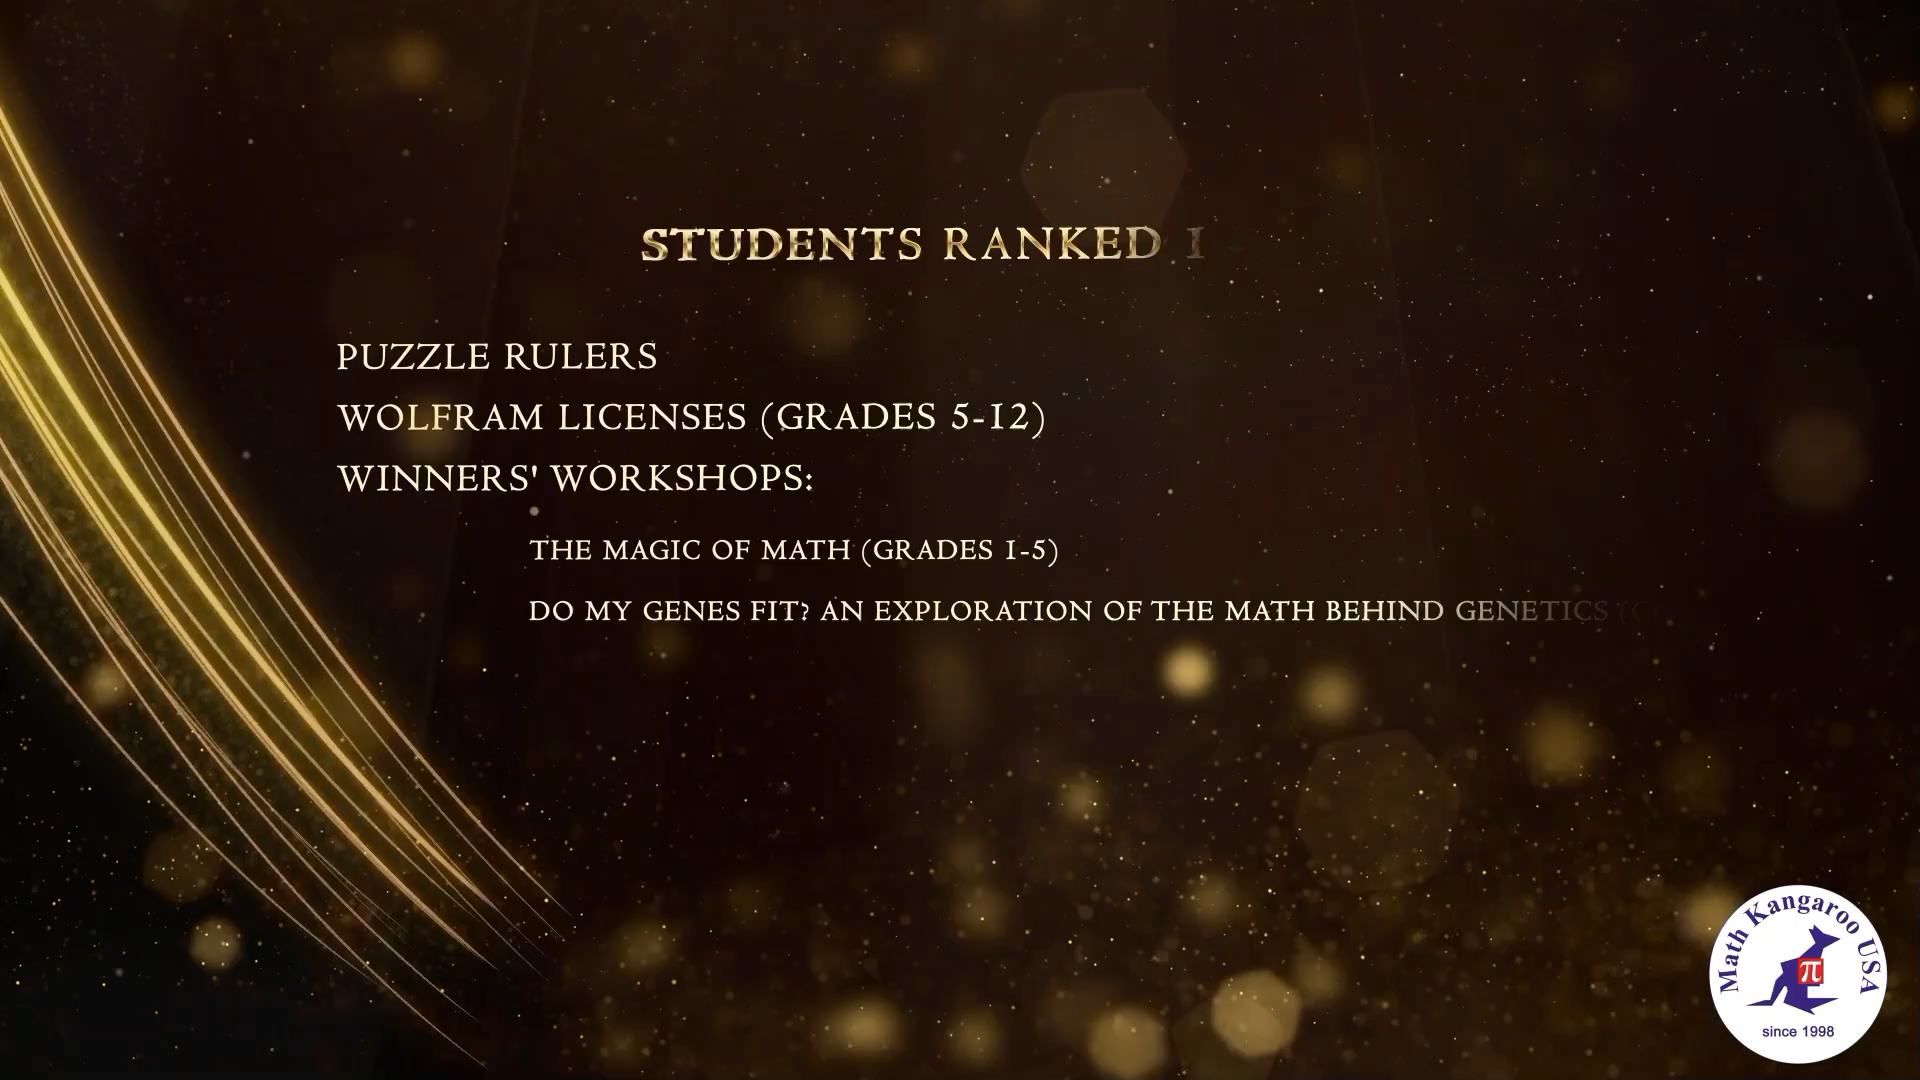 STUDENTS RANKED 1
PUZZLE RULERS
WOLFRAM LICENSES (GRADES 5-12)
WINNERS' WORKSHOPS:
THE MAGIC OF MATH (GRADES 1-5)
DO MY GENES FIT? AN EXPLORATION OF THE MATH BEHIND GENETICS
Math Kangaroo USA
π
since 1998